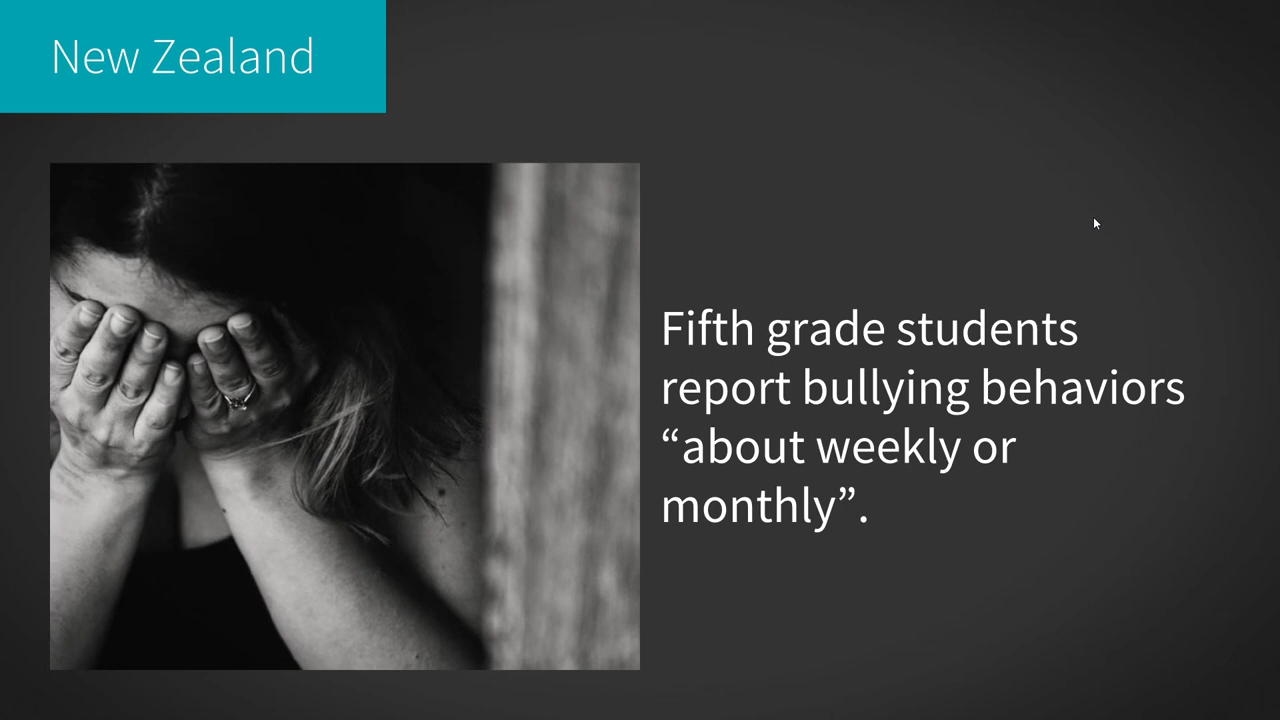 New Zealand
Fifth grade students
report bullying behaviors
“about weekly or
monthly”.